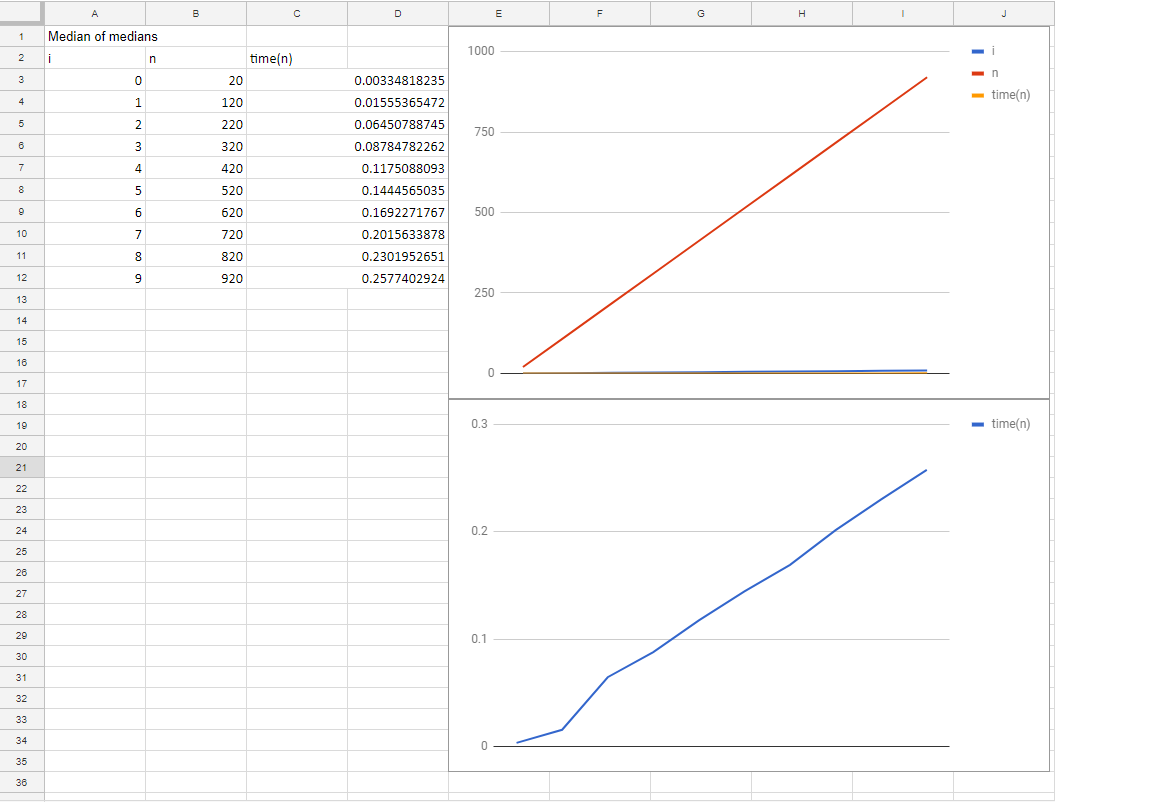 A B C D E F G H I J
1 Median of medians
2 i n time(n)
3 0 20 0.00334818235
4 1 120 0.01555365472
5 2 220 0.06450788745
6 3 320 0.08784782262
7 4 420 0.1175088093
8 5 520 0.1444565035
9 6 620 0.1692271767
10 7 720 0.2015633878
11 8 820 0.2301952651
12 9 920 0.2577402924
13
14
15
16
17
18
19
20
21
22
23
24
25
26
27
28
29
30
31
32
33
34
35
36
1000
750
500
250
0
i
n
time(n)
0.3
0.2
0.1
0
time(n)